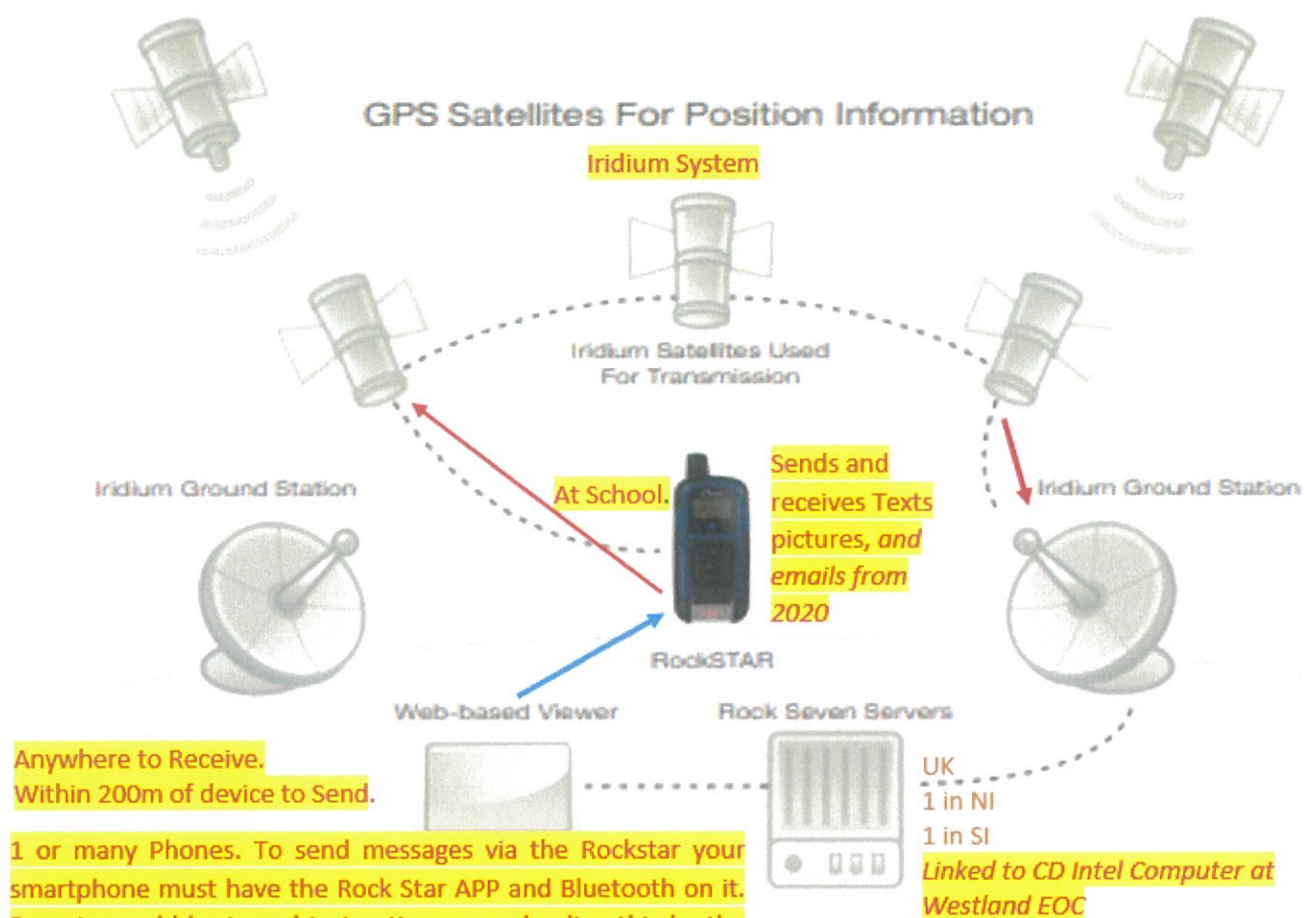 GPS Satellites For Position Information
Iridium System
Iridium Satellites Used
For Transmission
Iridium Ground Station
At School.
Sends and
receives Texts
pictures, and
emails from
2020
Iridium Ground Station
RockSTAR
Web-based Viewer
Rock Seven Servers
Anywhere to Receive.
Within 200m of device to Send.
UK
1 in NI
1 in SI
Linked to CD Intel Computer at
Westland EOC
1 or many Phones. To send messages via the Rockstar your
smartphone must have the Rock Star APP and Bluetooth on it.